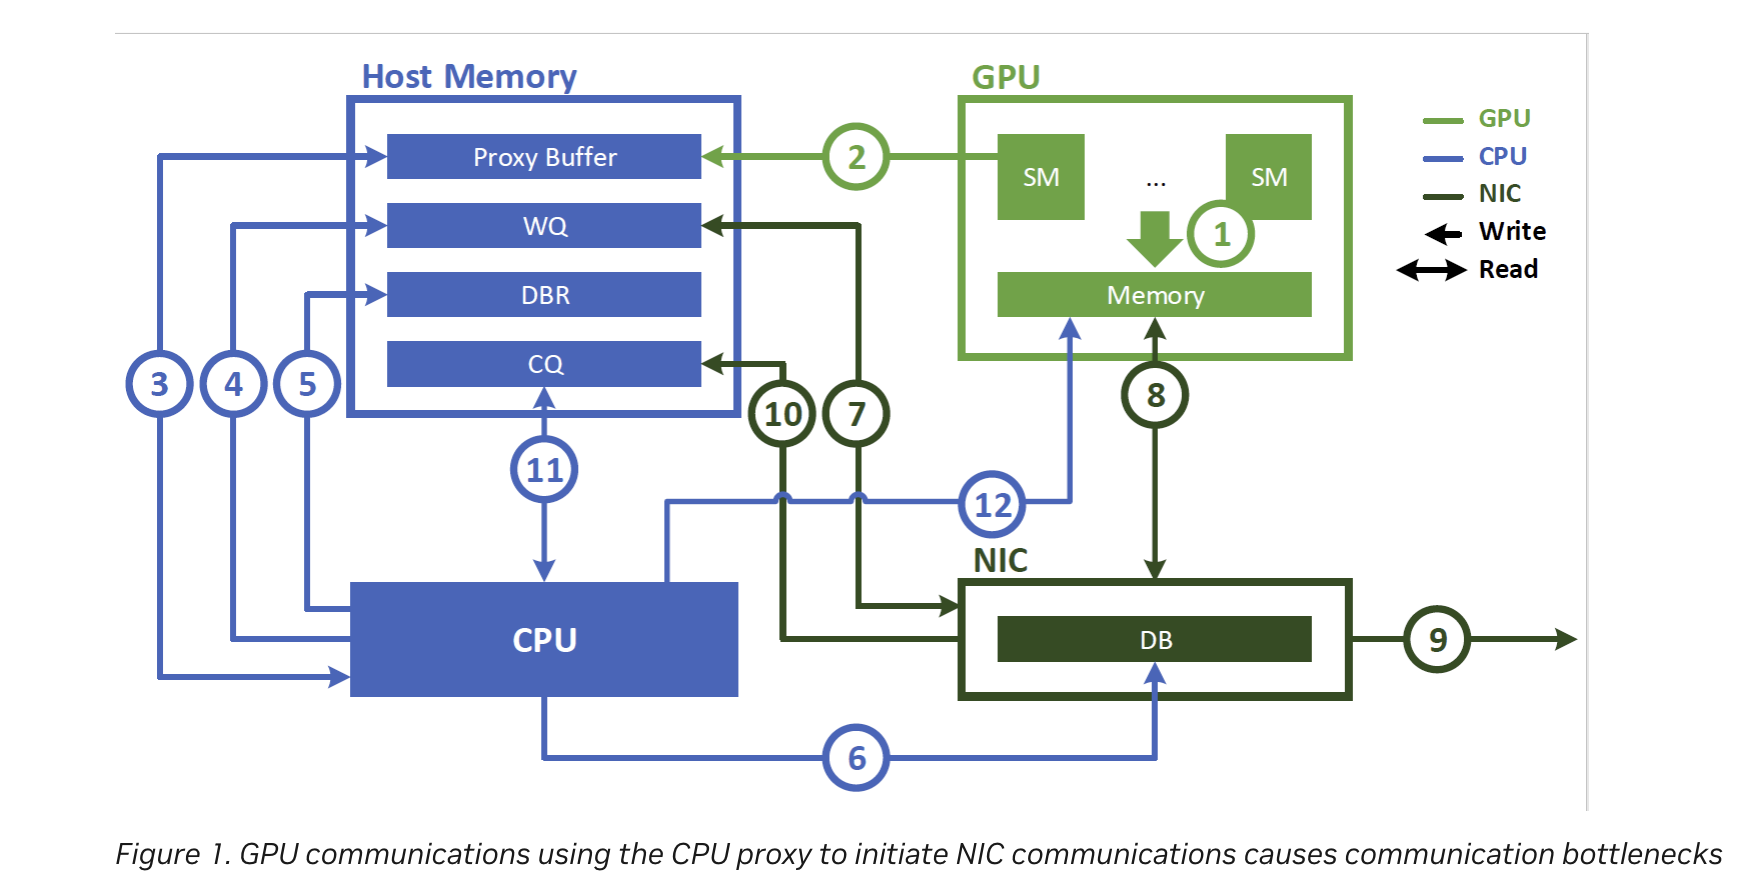 Host Memory
GPU
Proxy Buffer
WQ
DBR
CQ
SM
...
SM
Memory
1
2
3
4
5
10
7
8
11
12
NIC
CPU
DB
9
6
GPU
CPU
NIC
Write
Read
Figure 1. GPU communications using the CPU proxy to initiate NIC communications causes communication bottlenecks